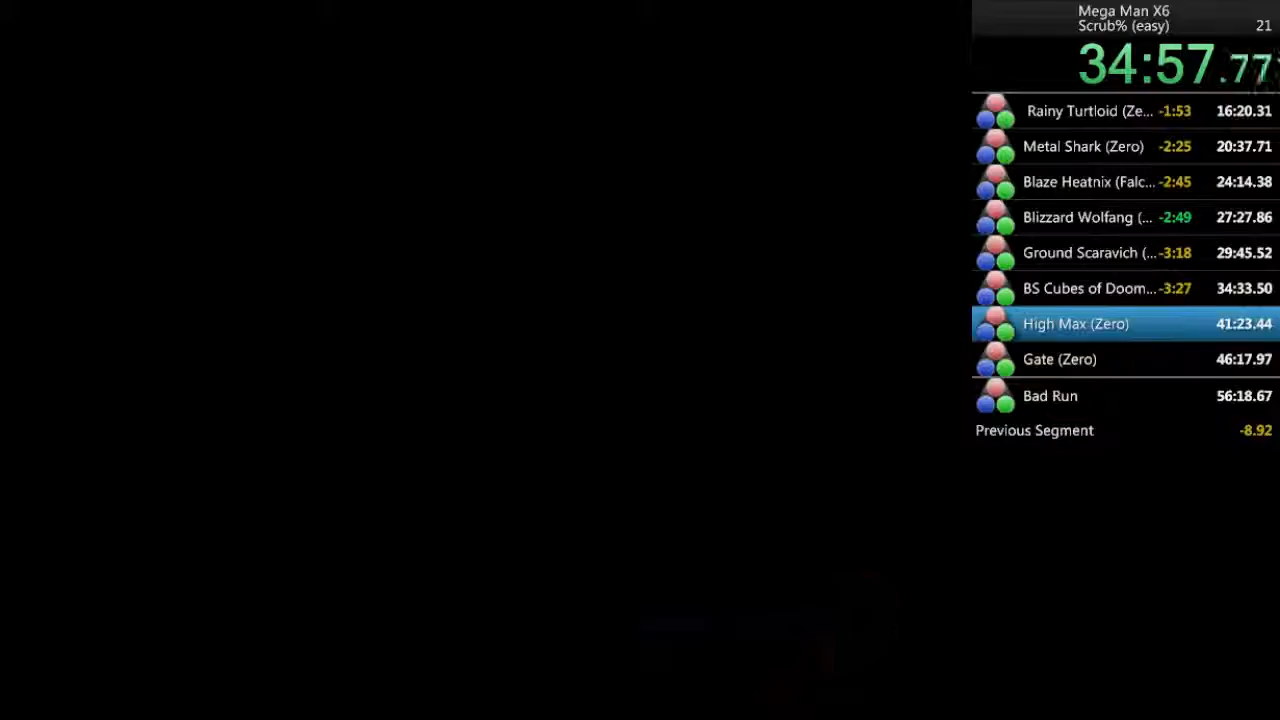 Mega Man X6
Scrub% (easy) 21
34:57.77
Rainy Turtloid (Ze... -1:53 16:20.31
Metal Shark (Zero) -2:25 20:37.71
Blaze Heatnix (Falc... -2:45 24:14.38
Blizzard Wolfang (... -2:49 27:27.86
Ground Scaravich (... -3:18 29:45.52
BS Cubes of Doom... -3:27 34:33.50
High Max (Zero) 41:23.44
Gate (Zero) 46:17.97
Bad Run 56:18.67
Previous Segment -8.92